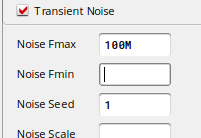 Transient Noise
Noise Fmax 100M
Noise Fmin
Noise Seed 1
Noise Scale